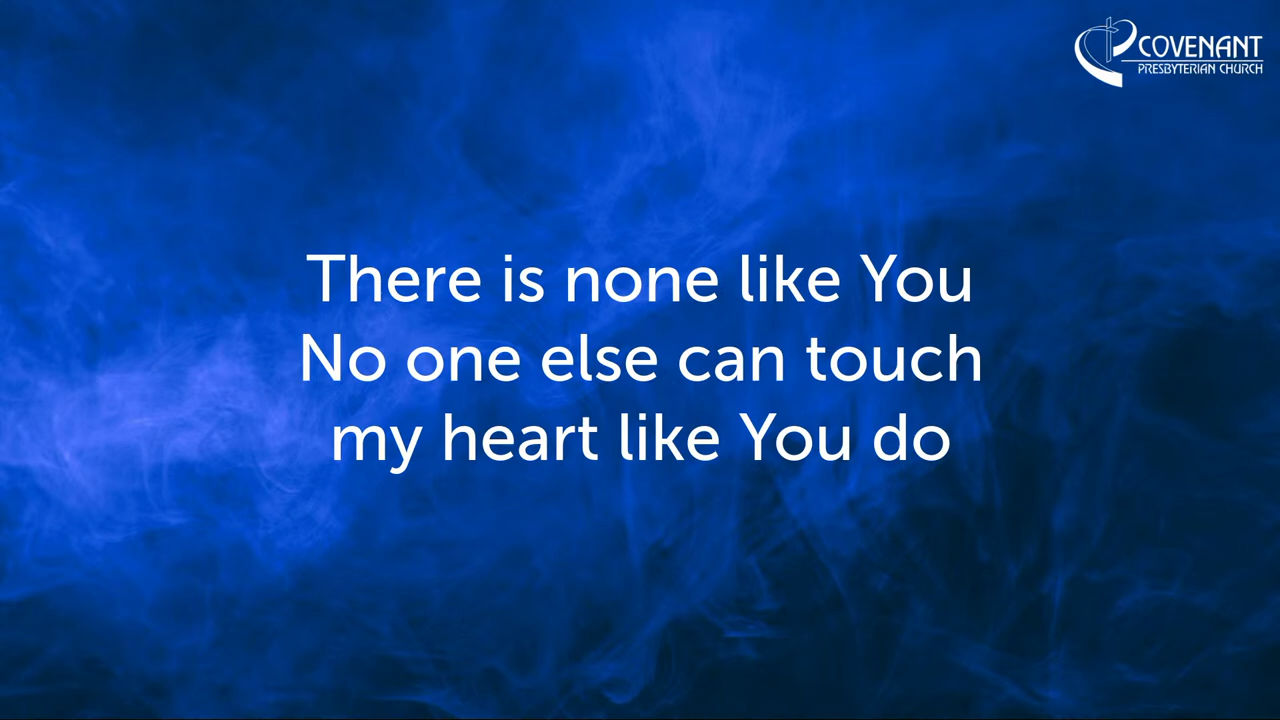 COVENANT
PRESBYTERIAN CHURCH
There is none like You
No one else can touch
my heart like You do